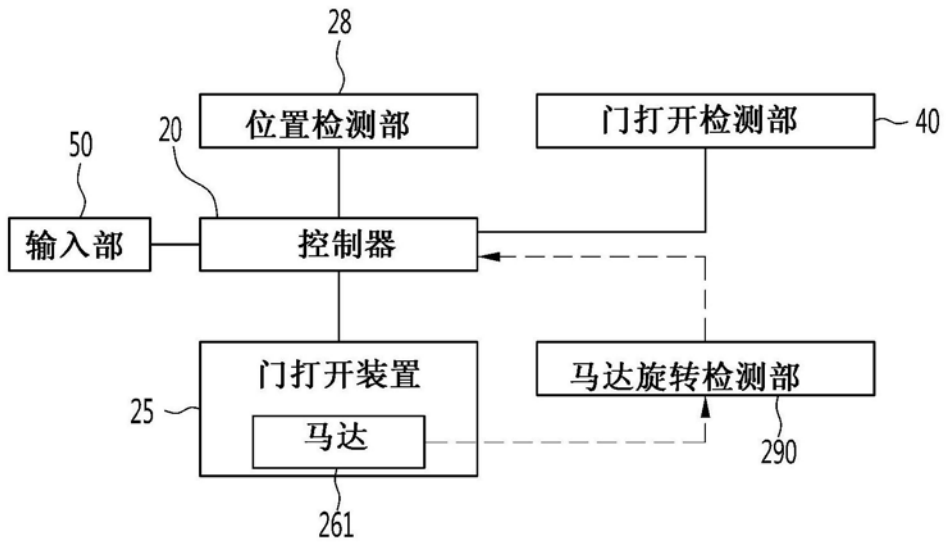 28
位置检测部
门打开检测部
40
50
20
输入部
控制器
门打开装置
25
马达
261
马达旋转检测部
290